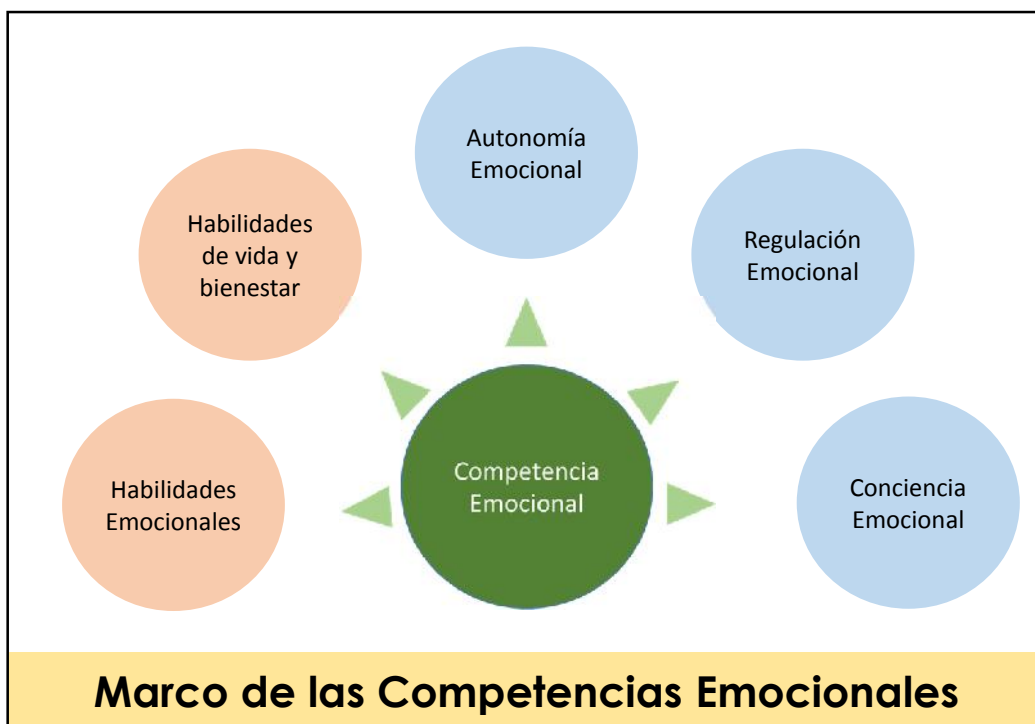 Autonomía
Emocional
Habilidades
de vida y
bienestar
Regulación
Emocional
Competencia
Emocional
Habilidades
Emocionales
Conciencia
Emocional
Marco de las Competencias Emocionales